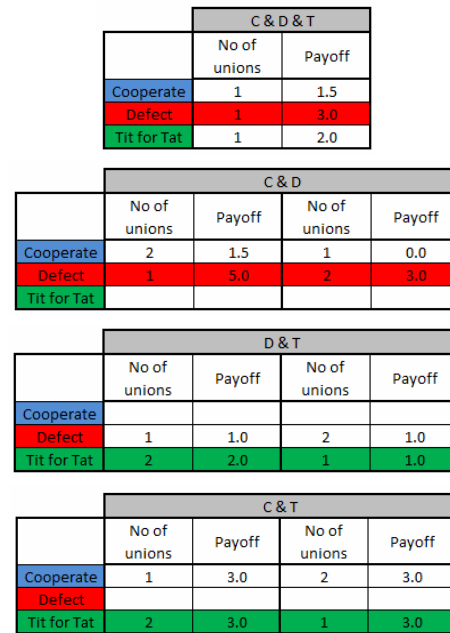 C & D & T
No of unions Payoff
Cooperate 1 1.5
Defect 1 3.0
Tit for Tat 1 2.0
C & D
No of unions Payoff No of unions Payoff
Cooperate 2 1.5 1 0.0
Defect 1 5.0 2 3.0
Tit for Tat
D & T
No of unions Payoff No of unions Payoff
Cooperate
Defect 1 1.0 2 1.0
Tit for Tat 2 2.0 1 1.0
C & T
No of unions Payoff No of unions Payoff
Cooperate 1 3.0 2 3.0
Defect
Tit for Tat 2 3.0 1 3.0